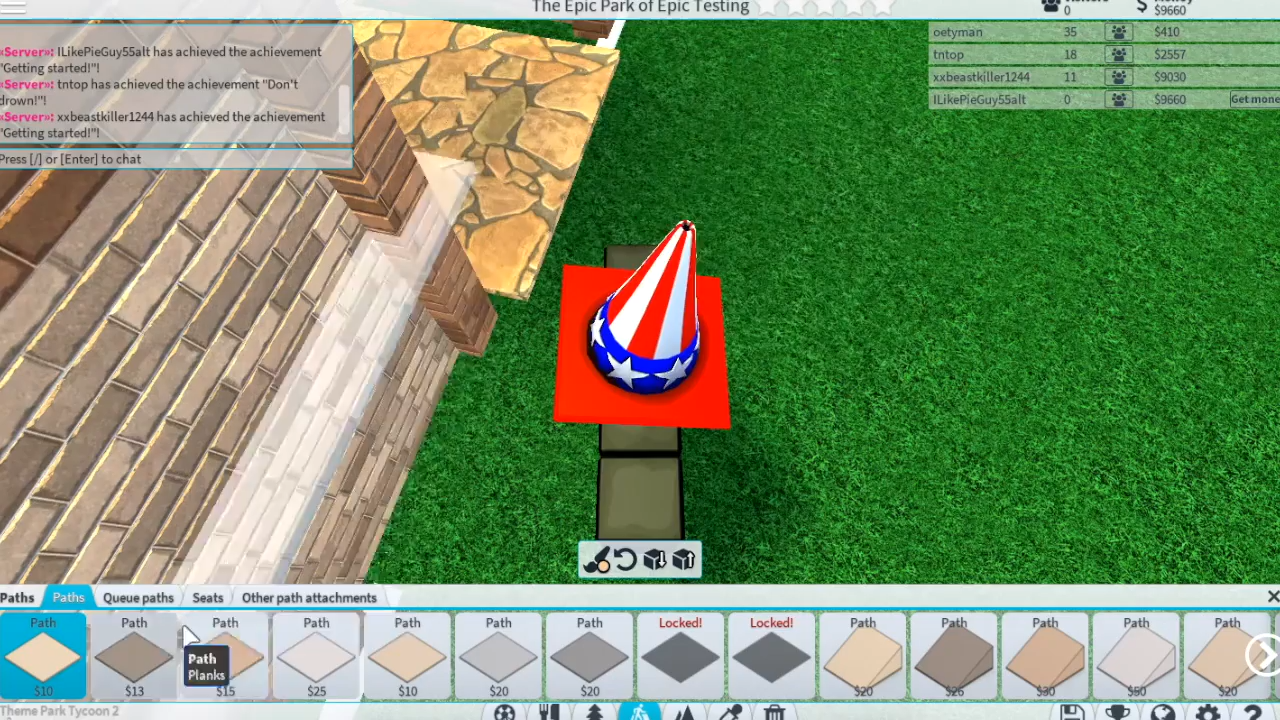 The Epic Park of Epic Testing
0
$ $9660
«Server»: ILikePieGuy55alt has achieved the achievement
"Getting started!"!
«Server»: tntop has achieved the achievement "Don't
drown!"!
«Server»: xxbeastkiller1244 has achieved the achievement
"Getting started!"!
Press [/] or [Enter] to chat
oetyman 35 $410
tntop 18 $2557
xxbeastkiller1244 11 $9030
ILikePieGuy55alt 0 $9660 Get mone
Paths Paths Queue paths Seats Other path attachments
Path Path Path Path Path Path Path Locked! Locked! Path Path Path Path Path
Path
Planks
$10 $13 $15 $25 $10 $20 $20 $20 $26 $30 $50 $20
Theme Park Tycoon 2